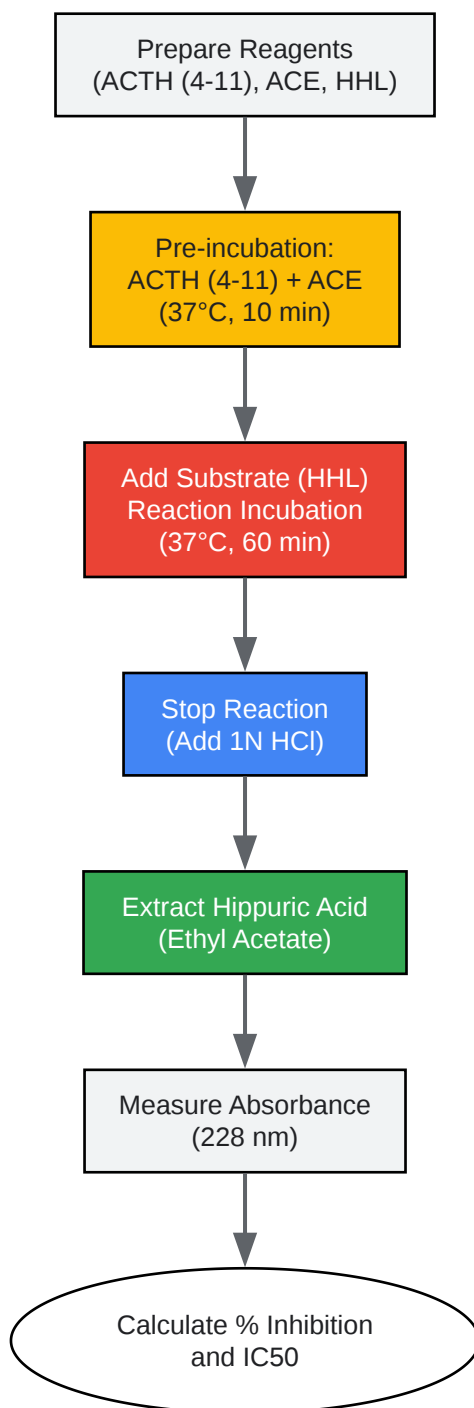 Prepare Reagents
(ACTH (4-11), ACE, HHL)
Pre-incubation:
ACTH (4-11) + ACE
(37°C, 10 min)
Add Substrate (HHL)
Reaction Incubation
(37°C, 60 min)
Stop Reaction
(Add 1N HCl)
Extract Hippuric Acid
(Ethyl Acetate)
Measure Absorbance
(228 nm)
Calculate % Inhibition
and IC50